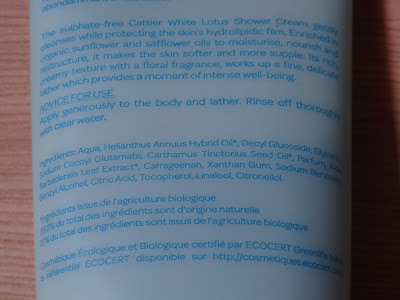 The sulphate-free Cattier White Lotus Shower Cream gently
cleanses while protecting the skin's hydrolipidic film. Enriched in
organic sunflower and safflower oils to moisturise, nourish and
restructure, it makes the skin softer and more supple. Its rich,
creamy texture with a floral fragrance, works up a fine, delicate
lather which provides a moment of intense well-being.
ADVICE FOR USE
Apply generously to the body and lather. Rinse off thoroughly
with clear water.
Ingredients: Aqua, Helianthus Annuus Hybrid Oil*, Decyl Glucoside, Glycerin,
Sodium Cocoyl Glutamate, Carthamus Tinctorius Seed Oil*, Parfum, Aloe
Barbadensis Leaf Extract*, Carrageenan, Xanthan Gum, Sodium Benzoate,
Benzyl Alcohol, Citric Acid, Tocopherol, Linalool, Citronellol.
*Ingrédients issus de l'agriculture biologique
du total des ingrédients sont d'origine naturelle
du total des ingrédients sont issus de l'agriculture biologique
Cosmétique Écologique et Biologique certifié par ECOCERT Greenlife
le référentiel ECOCERT disponible sur http://cosmetiques.ecocert.com